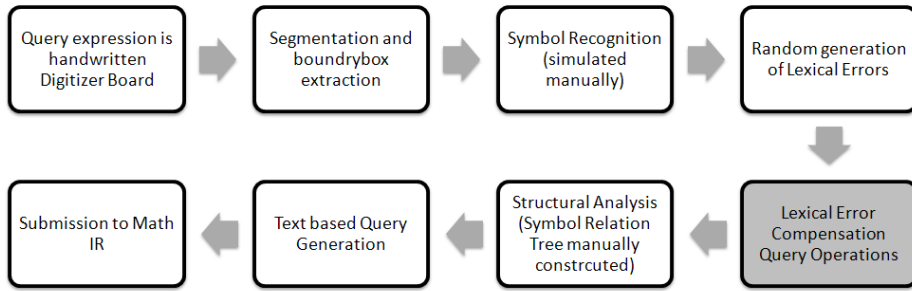 Query expression is
handwritten
Digitizer Board
Segmentation and
boundrybox
extraction
Symbol Recognition
(simulated
manually)
Random generation
of Lexical Errors
Lexical Error
Compensation
Query Operations
Structural Analysis
(Symbol Relation
Tree manually
constrcuted)
Text based Query
Generation
Submission to Math
IR